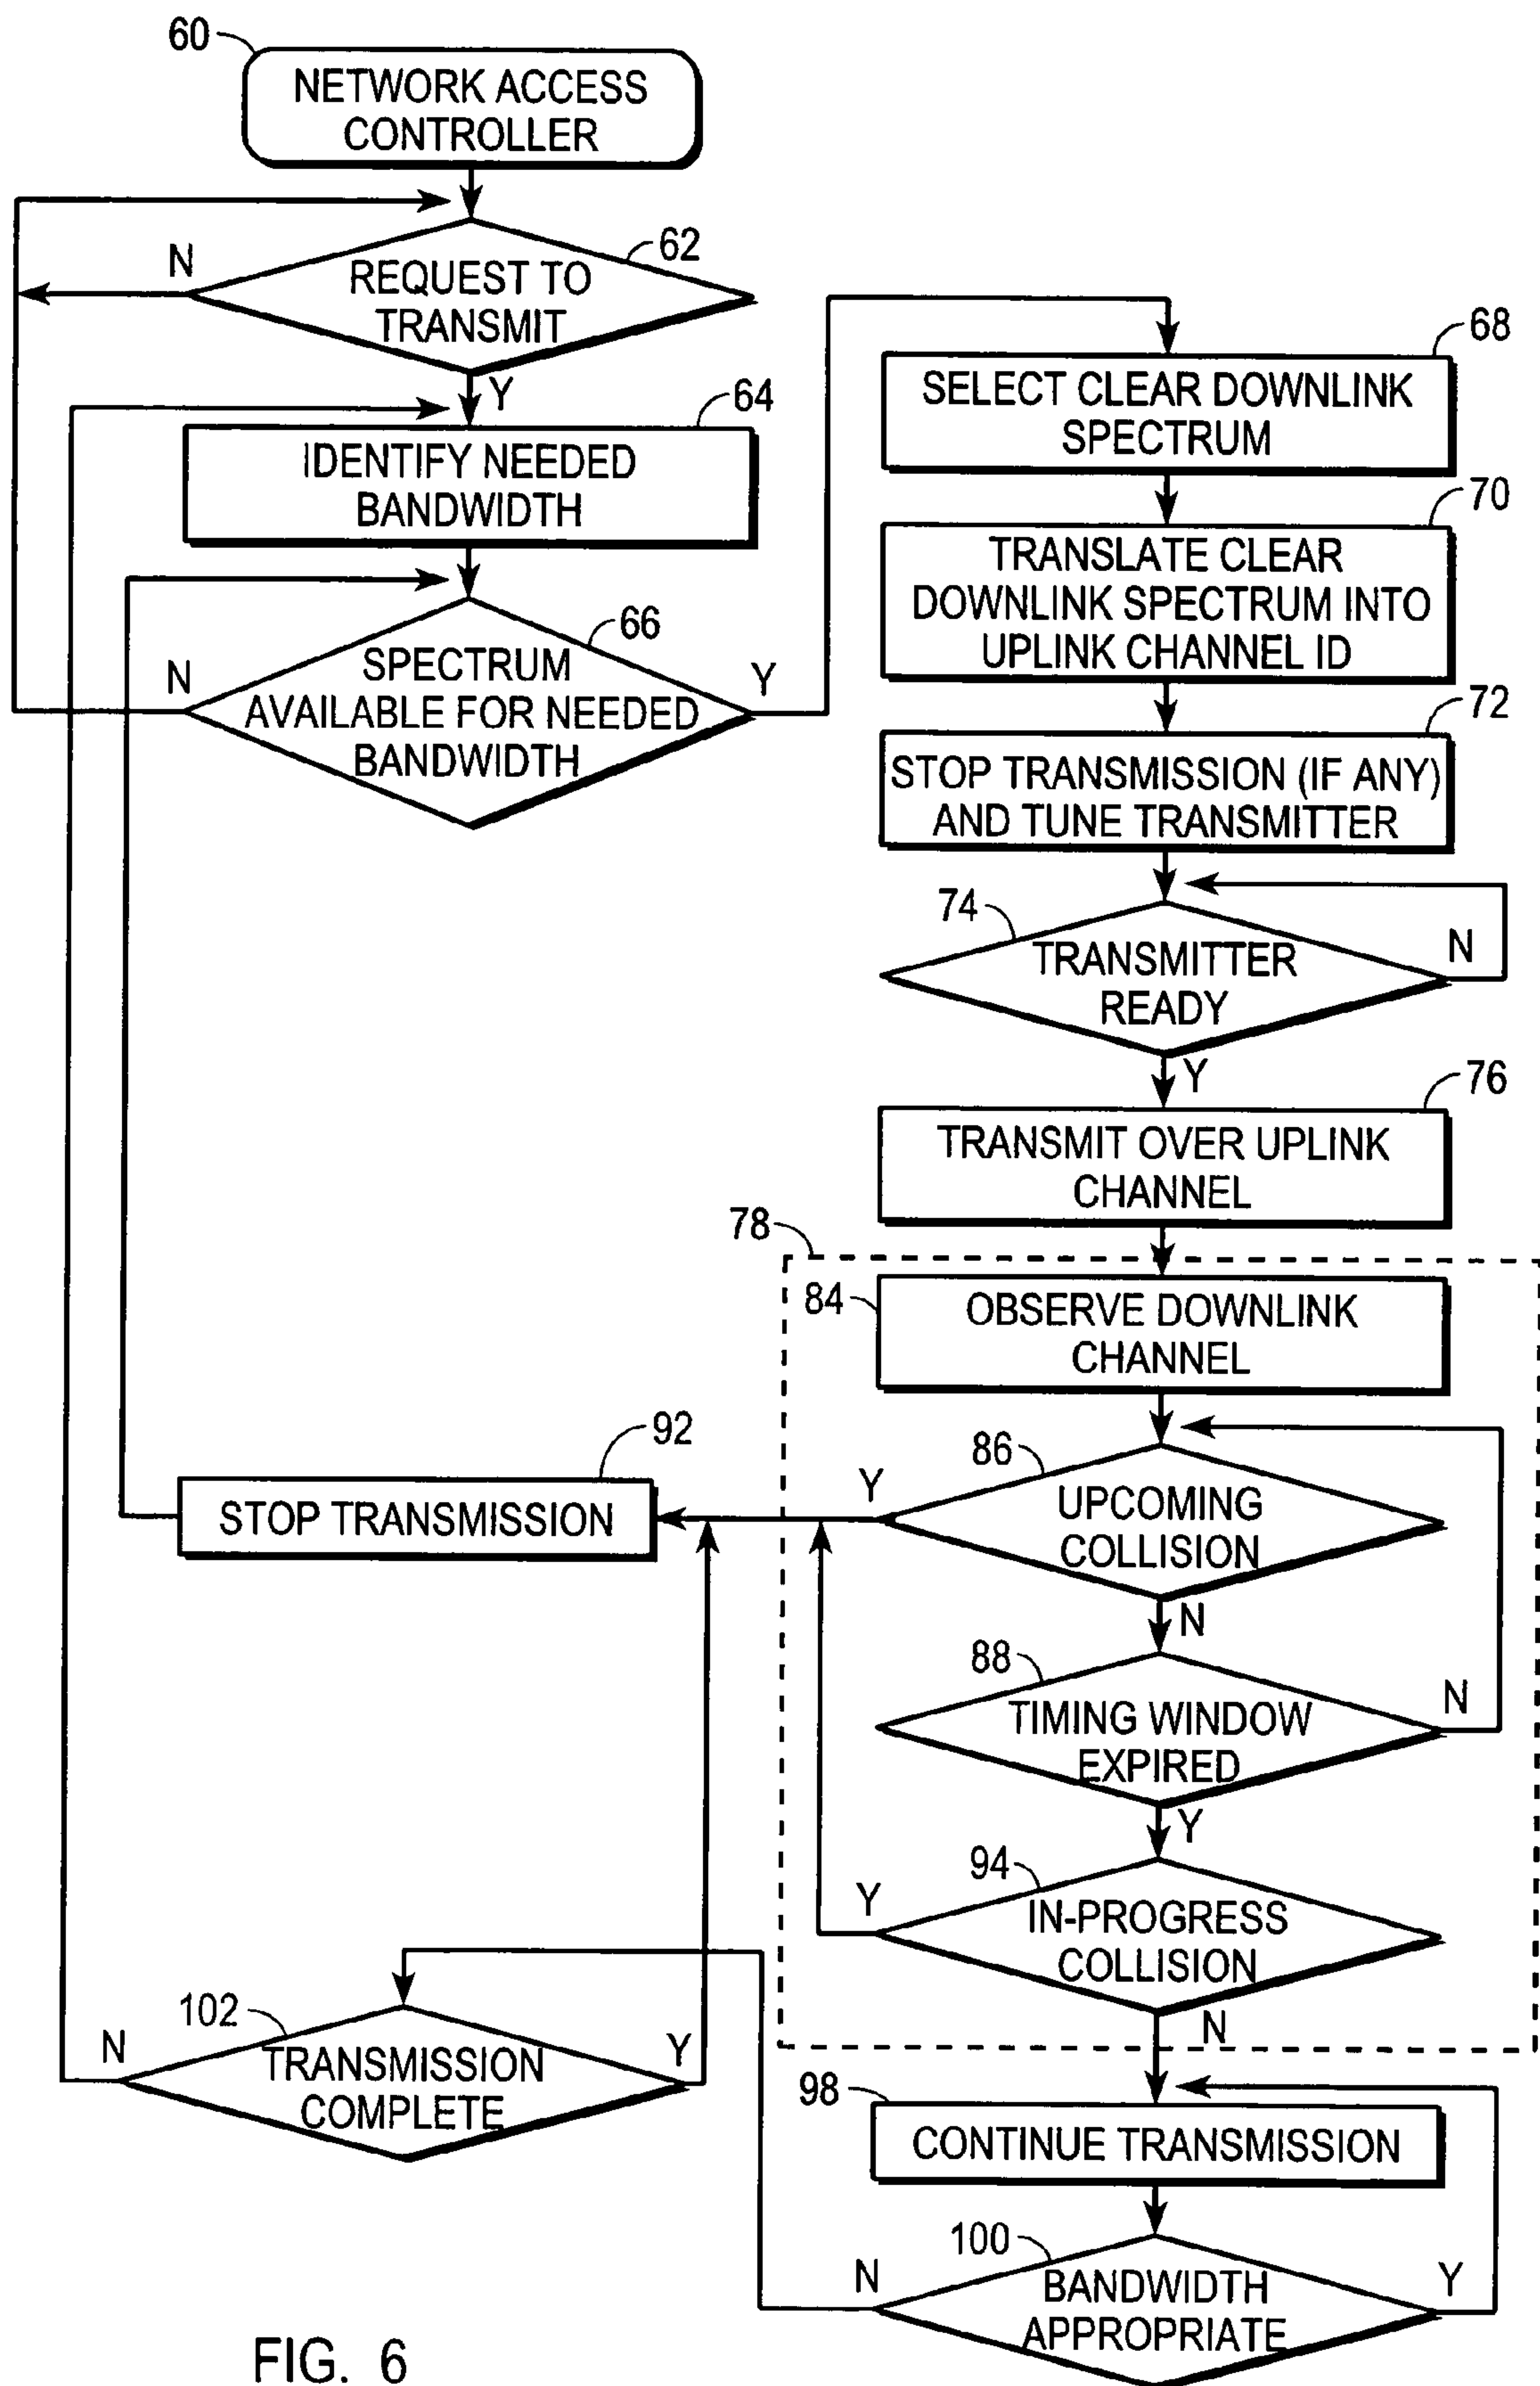 60
NETWORK ACCESS
CONTROLLER
62
N
REQUEST TO
TRANSMIT
Y
64
IDENTIFY NEEDED
BANDWIDTH
66
N
SPECTRUM
AVAILABLE FOR NEEDED
BANDWIDTH
Y
68
SELECT CLEAR DOWNLINK
SPECTRUM
70
TRANSLATE CLEAR
DOWNLINK SPECTRUM INTO
UPLINK CHANNEL ID
72
STOP TRANSMISSION (IF ANY)
AND TUNE TRANSMITTER
74
TRANSMITTER
READY
N
Y
76
TRANSMIT OVER UPLINK
CHANNEL
78
84
OBSERVE DOWNLINK
CHANNEL
86
Y
UPCOMING
COLLISION
N
92
STOP TRANSMISSION
88
TIMING WINDOW
EXPIRED
N
Y
94
Y
IN-PROGRESS
COLLISION
N
102
N
TRANSMISSION
COMPLETE
Y
98
CONTINUE TRANSMISSION
100
N
BANDWIDTH
APPROPRIATE
Y
FIG. 6